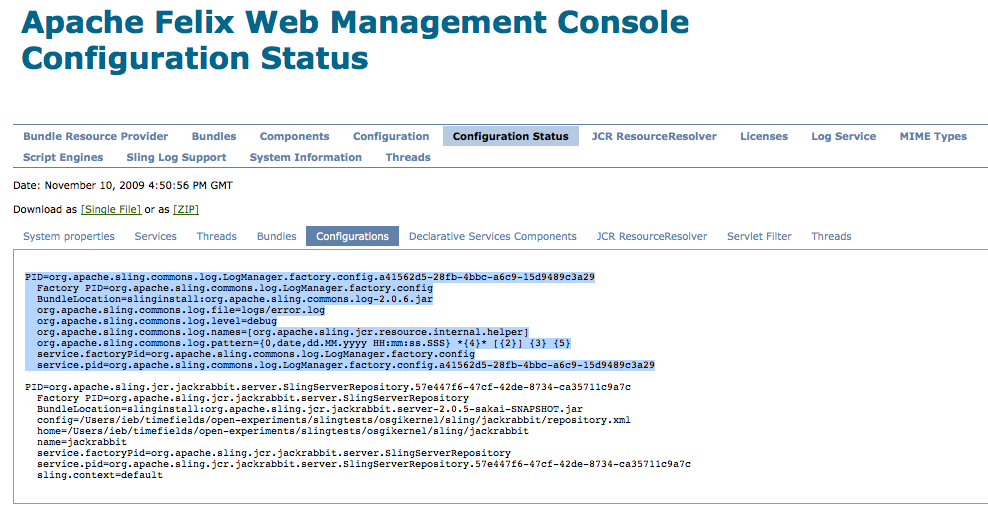 Apache Felix Web Management Console
Configuration Status
Bundle Resource Provider Bundles Components Configuration Configuration Status JCR ResourceResolver Licenses Log Service MIME Types
Script Engines Sling Log Support System Information Threads
Date: November 10, 2009 4:50:56 PM GMT
Download as [Single File] or as [ZIP]
System properties Services Threads Bundles Configurations Declarative Services Components JCR ResourceResolver Servlet Filter Threads
PID=org.apache.sling.commons.log.LogManager.factory.config.a41562d5-28fb-4bbc-a6c9-15d9489c3a29
Factory PID=org.apache.sling.commons.log.LogManager.factory.config
BundleLocation=slinginstall:org.apache.sling.commons.log-2.0.6.jar
org.apache.sling.commons.log.file=logs/error.log
org.apache.sling.commons.log.level=debug
org.apache.sling.commons.log.names=[org.apache.sling.jcr.resource.internal.helper]
org.apache.sling.commons.log.pattern={0,date,dd.MM.yyyy HH:mm:ss.SSS} *{4}* [{2}] {3} {5}
service.factoryPid=org.apache.sling.commons.log.LogManager.factory.config
service.pid=org.apache.sling.commons.log.LogManager.factory.config.a41562d5-28fb-4bbc-a6c9-15d9489c3a29
PID=org.apache.sling.jcr.jackrabbit.server.SlingServerRepository.57e447f6-47cf-42de-8734-ca35711c9a7c
Factory PID=org.apache.sling.jcr.jackrabbit.server.SlingServerRepository
BundleLocation=slinginstall:org.apache.sling.jcr.jackrabbit.server-2.0.5-sakai-SNAPSHOT.jar
config=/Users/ieb/timefields/open-experiments/slingtests/osgikernel/sling/jackrabbit/repository.xml
home=/Users/ieb/timefields/open-experiments/slingtests/osgikernel/sling/jackrabbit
name=jackrabbit
service.factoryPid=org.apache.sling.jcr.jackrabbit.server.SlingServerRepository
service.pid=org.apache.sling.jcr.jackrabbit.server.SlingServerRepository.57e447f6-47cf-42de-8734-ca35711c9a7c
sling.context=default